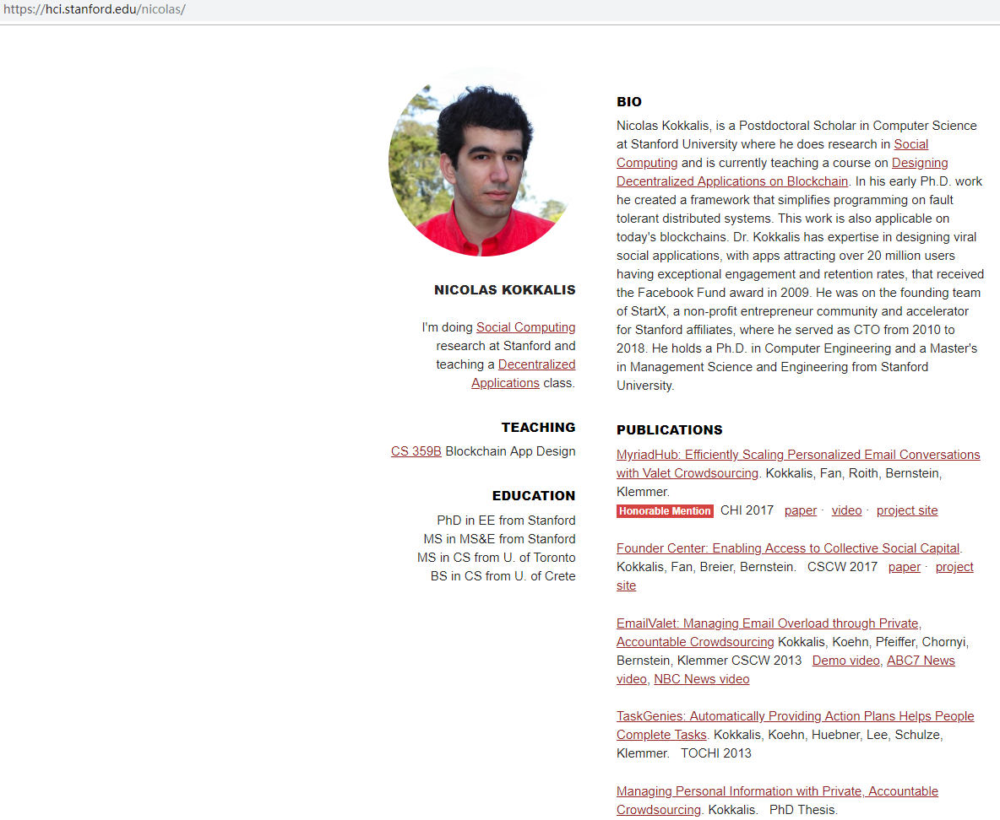 https://hci.stanford.edu/nicolas/
NICOLAS KOKKALIS
I'm doing Social Computing
research at Stanford and
teaching a Decentralized
Applications class.
TEACHING
CS 359B Blockchain App Design
EDUCATION
PhD in EE from Stanford
MS in MS&E from Stanford
MS in CS from U. of Toronto
BS in CS from U. of Crete
BIO
Nicolas Kokkalis, is a Postdoctoral Scholar in Computer Science
at Stanford University where he does research in Social
Computing and is currently teaching a course on Designing
Decentralized Applications on Blockchain. In his early Ph.D. work
he created a framework that simplifies programming on fault
tolerant distributed systems. This work is also applicable on
today's blockchains. Dr. Kokkalis has expertise in designing viral
social applications, with apps attracting over 20 million users
having exceptional engagement and retention rates, that received
the Facebook Fund award in 2009. He was on the founding team
of StartX, a non-profit entrepreneur community and accelerator
for Stanford affiliates, where he served as CTO from 2010 to
2018. He holds a Ph.D. in Computer Engineering and a Master's
in Management Science and Engineering from Stanford
University.
PUBLICATIONS
MyriadHub: Efficiently Scaling Personalized Email Conversations
with Valet Crowdsourcing. Kokkalis, Fan, Roith, Bernstein,
Klemmer.
Honorable Mention CHI 2017 paper · video · project site
Founder Center: Enabling Access to Collective Social Capital.
Kokkalis, Fan, Breier, Bernstein. CSCW 2017 paper · project
site
EmailValet: Managing Email Overload through Private,
Accountable Crowdsourcing Kokkalis, Koehn, Pfeiffer, Chornyi,
Bernstein, Klemmer CSCW 2013 Demo video, ABC7 News
video, NBC News video
TaskGenies: Automatically Providing Action Plans Helps People
Complete Tasks. Kokkalis, Koehn, Huebner, Lee, Schulze,
Klemmer. TOCHI 2013
Managing Personal Information with Private, Accountable
Crowdsourcing. Kokkalis. PhD Thesis.